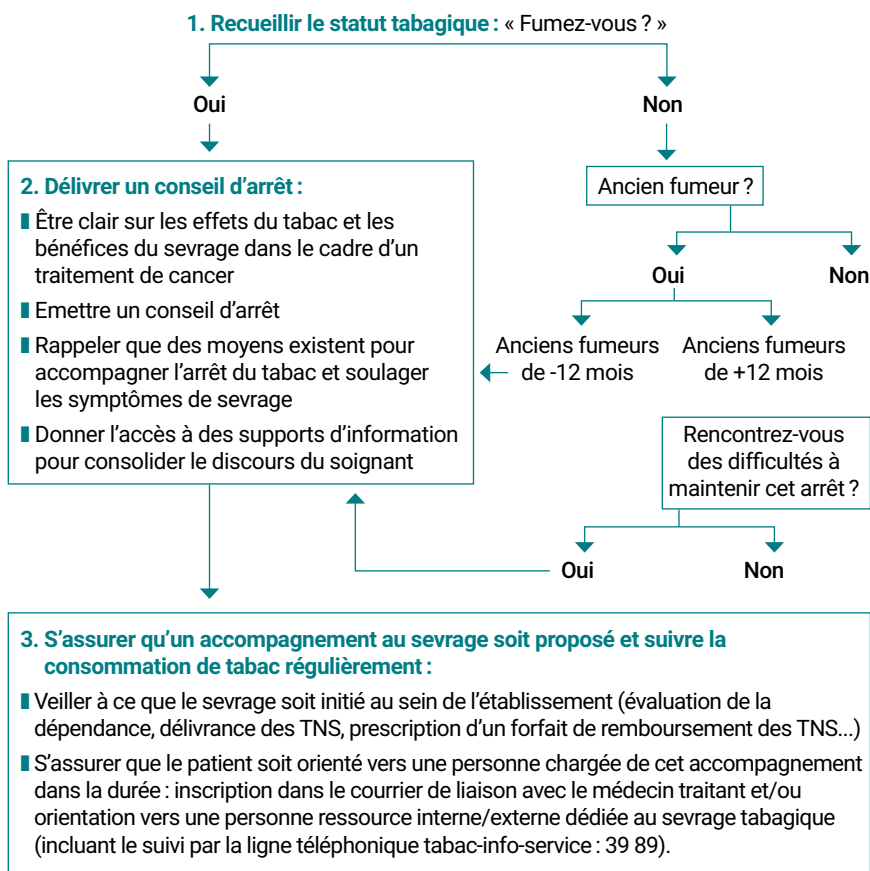 1. Recueillir le statut tabagique : « Fumez-vous ? »
Oui
Non
2. Délivrer un conseil d’arrêt :
Être clair sur les effets du tabac et les
bénéfices du sevrage dans le cadre d’un
traitement de cancer
Emettre un conseil d’arrêt
Rappeler que des moyens existent pour
accompagner l’arrêt du tabac et soulager
les symptômes de sevrage
Donner l’accès à des supports d’information
pour consolider le discours du soignant
Ancien fumeur ?
Oui
Non
Anciens fumeurs
de -12 mois
Anciens fumeurs
de +12 mois
Rencontrez-vous
des difficultés à
maintenir cet arrêt ?
Oui
Non
3. S’assurer qu’un accompagnement au sevrage soit proposé et suivre la
consommation de tabac régulièrement :
Veiller à ce que le sevrage soit initié au sein de l’établissement (évaluation de la
dépendance, délivrance des TNS, prescription d’un forfait de remboursement des TNS...)
S’assurer que le patient soit orienté vers une personne chargée de cet accompagnement
dans la durée : inscription dans le courrier de liaison avec le médecin traitant et/ou
orientation vers une personne ressource interne/externe dédiée au sevrage tabagique
(incluant le suivi par la ligne téléphonique tabac-info-service : 39 89).